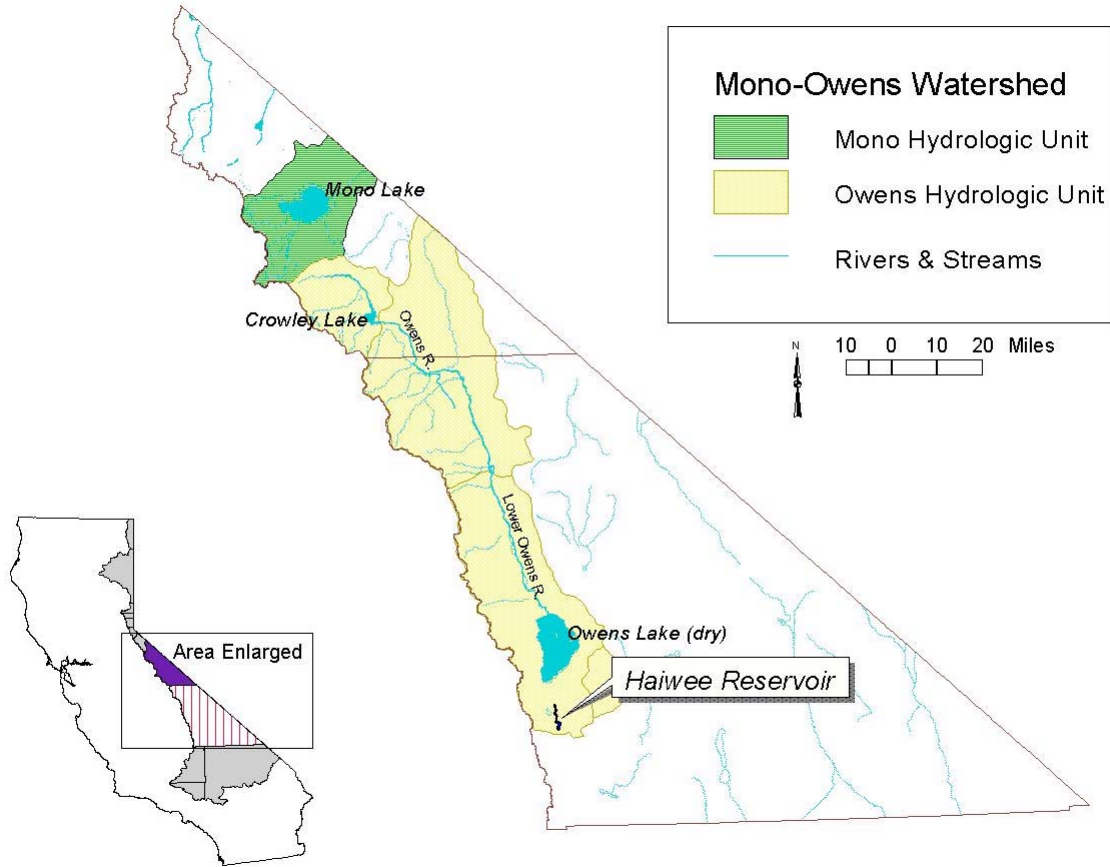 Mono-Owens Watershed
Mono Hydrologic Unit
Owens Hydrologic Unit
Rivers & Streams
N
10 0 10 20 Miles
Mono Lake
Crowley Lake
Owens R.
Lower Owens R.
Owens Lake (dry)
Haiwee Reservoir
Area Enlarged